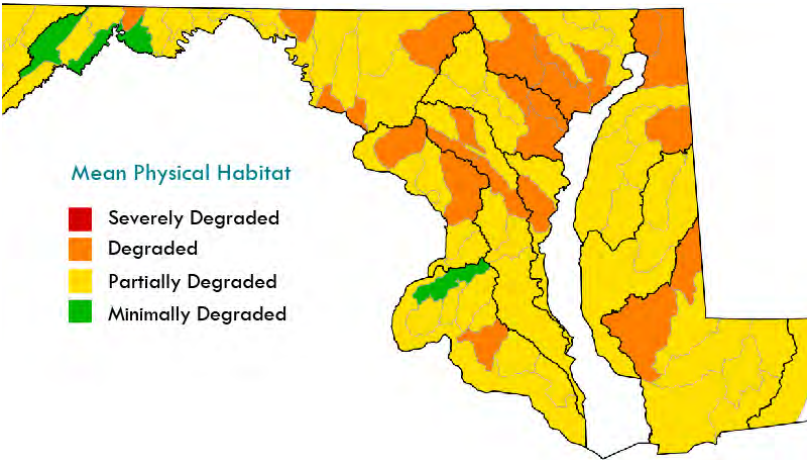 Mean Physical Habitat
Severely Degraded
Degraded
Partially Degraded
Minimally Degraded